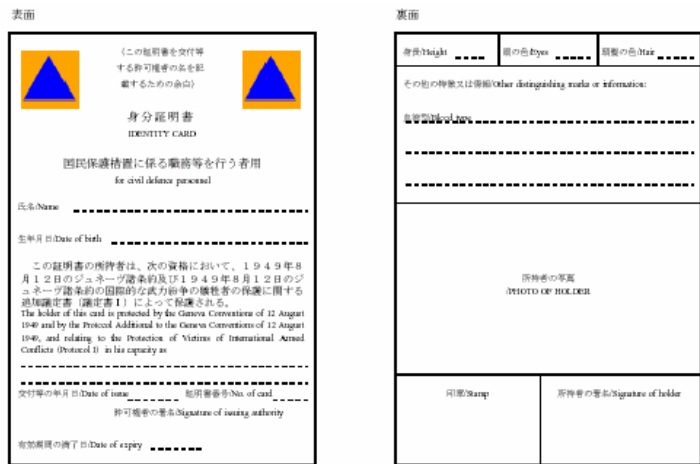 表面
(この証明書を交付等
する許可権者の名を記
載するための余白)
身分証明書
IDENTITY CARD
国民保護措置に係る職務等を行う者用
for civil defence personnel
氏名/Name
生年月日/Date of birth
この証明書の所持者は、次の資格において、1949年8
月12日のジュネーヴ諸条約及び1949年8月12日のジュ
ネーヴ諸条約の国際的な武力紛争の犠牲者の保護に関する
追加議定書(議定書I)によって保護される。
The holder of this card is protected by the Geneva Conventions of 12 August
1949 and by the Protocol Additional to the Geneva Conventions of 12 August
1949, and relating to the Protection of Victims of International Armed
Conflicts (Protocol I) in his capacity as
交付等の年月日/Date of issue 証明書番号/No. of card
許可権者の署名/Signature of issuing authority
有効期間の満了日/Date of expiry
裏面
身長/Height 眼の色/Eyes 頭髪の色/Hair
その他の特徴又は情報/Other distinguishing marks or information:
血液型/Blood type
所持者の写真
/PHOTO OF HOLDER
印章/Stamp 所持者の署名/Signature of holder